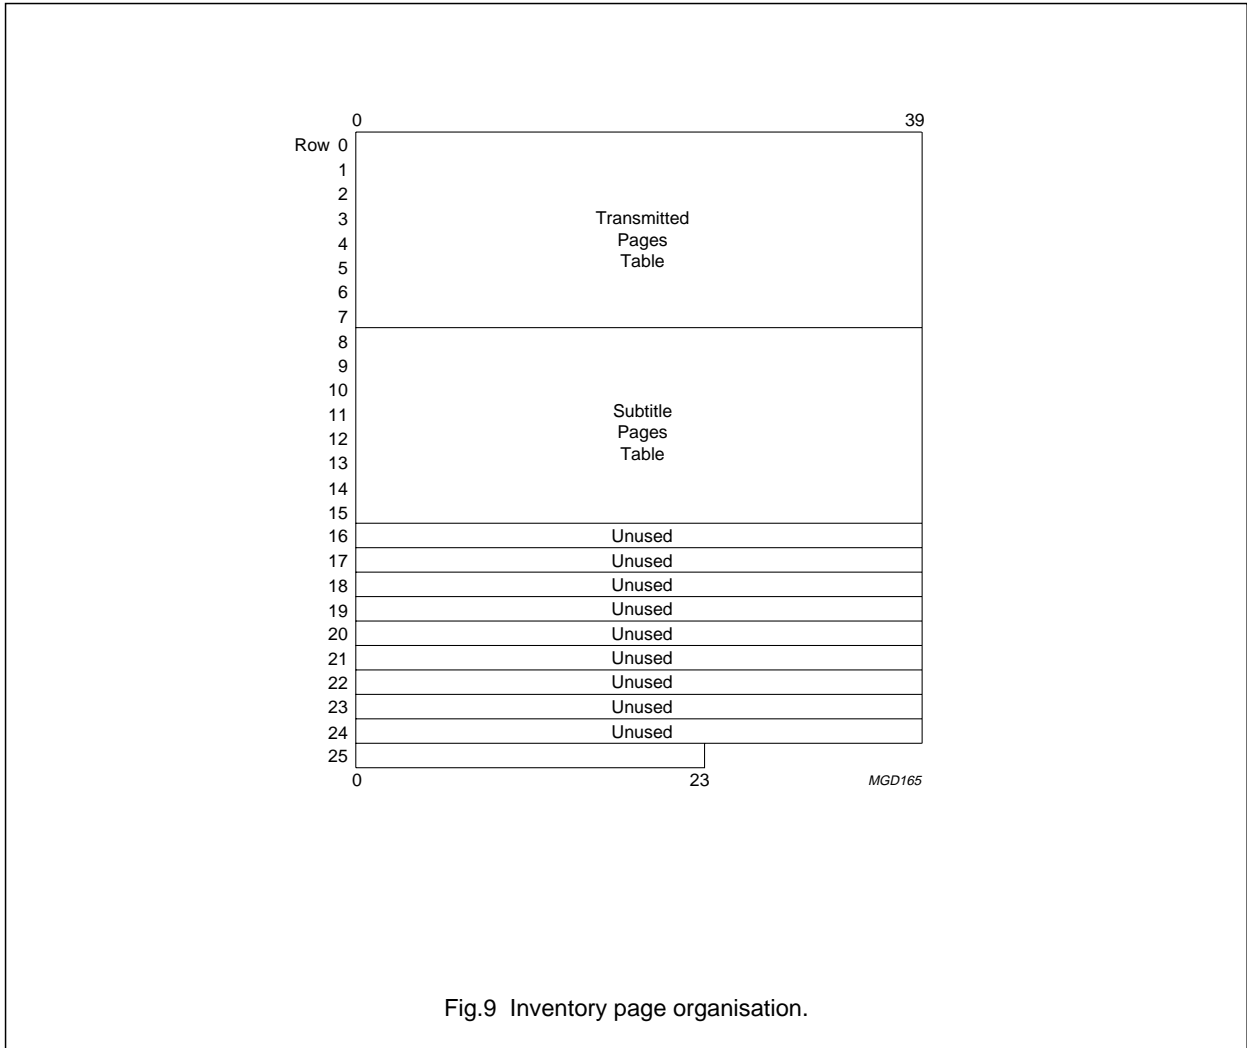 0 39
Row 0
1
2
3 Transmitted
4 Pages
5 Table
6
7
8
9
10
11 Subtitle
12 Pages
13 Table
14
15
16 Unused
17 Unused
18 Unused
19 Unused
20 Unused
21 Unused
22 Unused
23 Unused
24 Unused
25
0 23 MGD165
Fig.9 Inventory page organisation.